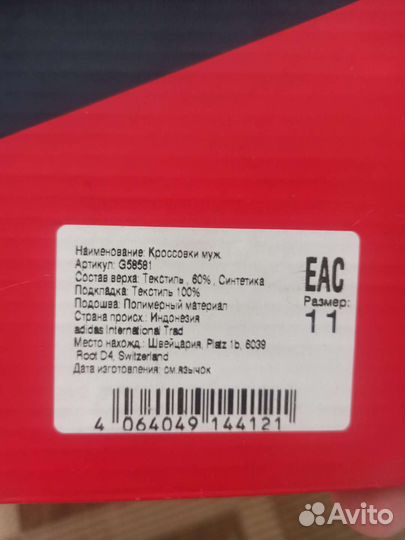 Наименование: Кроссовки муж
Артикул: G58581
Состав верха: Текстиль , 60% , Синтетика
Подкладка: Текстиль 100%
Подошва: Полимерный материал
Страна происх.: Индонезия
adidas International Trad
Место нахожд.: Швейцария, Platz 1b, 6039
Root D4, Switzerland
Дата изготовления: см.язычок
EAC
Размер:
11
4 064049 144121
Avito